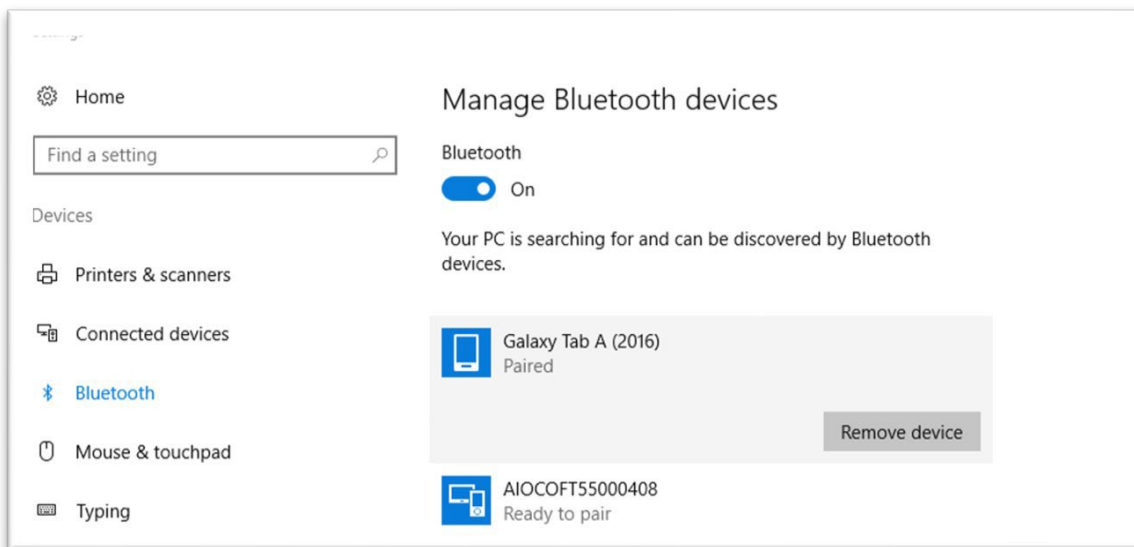 Home
Find a setting
Devices
Printers & scanners
Connected devices
Bluetooth
Mouse & touchpad
Typing
Manage Bluetooth devices
Bluetooth
On
Your PC is searching for and can be discovered by Bluetooth
devices.
Galaxy Tab A (2016)
Paired
Remove device
AIOCOFT55000408
Ready to pair